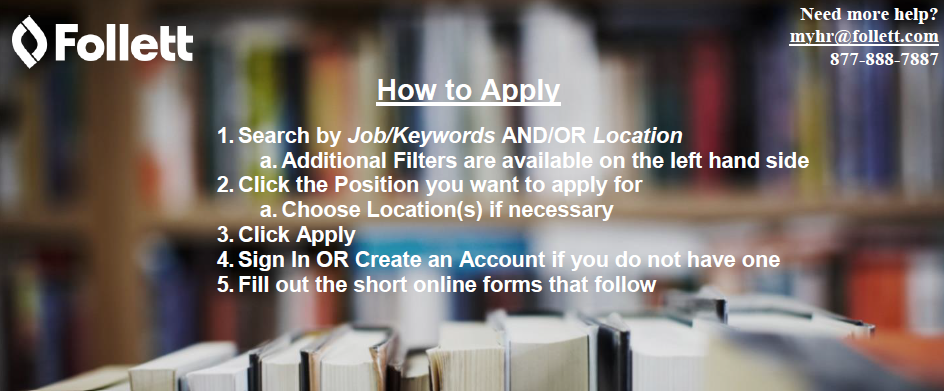 Follett
Need more help?
myhr@follett.com
877-888-7887
How to Apply
1. Search by Job/Keywords AND/OR Location
a. Additional Filters are available on the left hand side
2. Click the Position you want to apply for
a. Choose Location(s) if necessary
3. Click Apply
4. Sign In OR Create an Account if you do not have one
5. Fill out the short online forms that follow